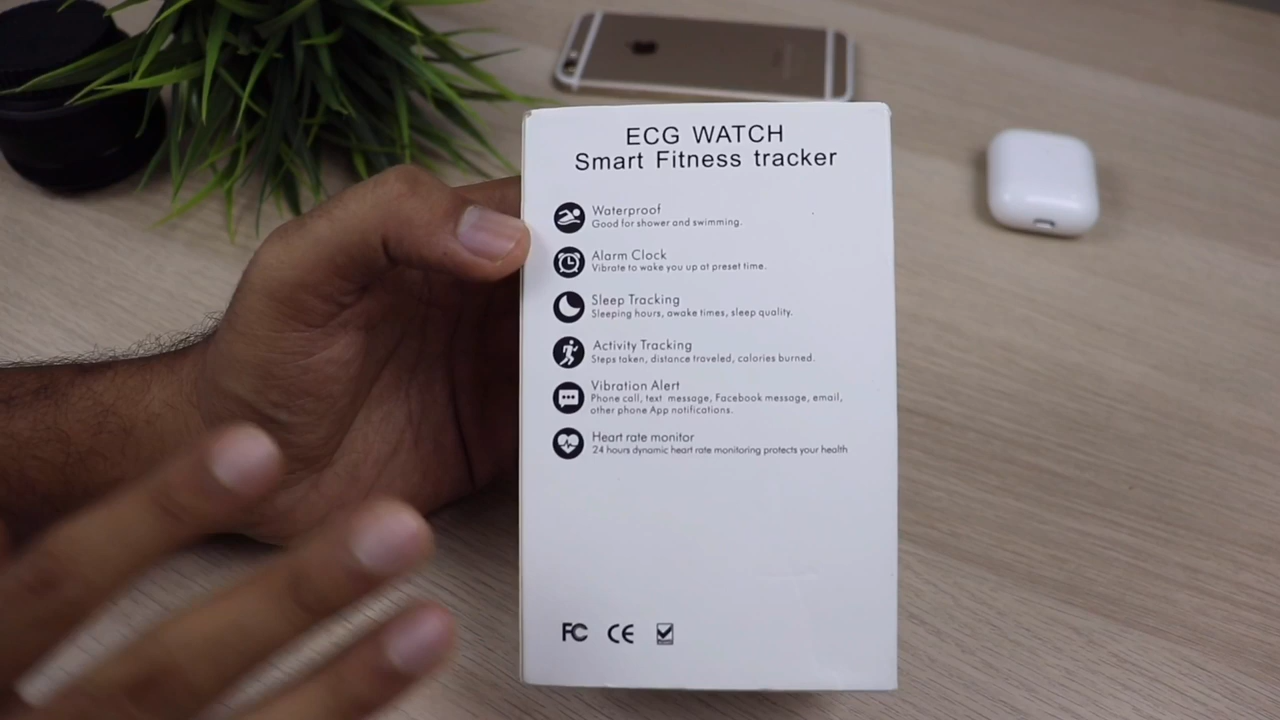 ECG WATCH
Smart Fitness tracker
Waterproof
Good for shower and swimming.
Alarm Clock
Vibrate to wake you up at preset time.
Sleep Tracking
Sleeping hours, awake times, sleep quality.
Activity Tracking
Steps taken, distance traveled, calories burned.
Vibration Alert
Phone call, text message, Facebook message, email,
other phone App notifications.
Heart rate monitor
24 hours dynamic heart rate monitoring protects your health
FC CE